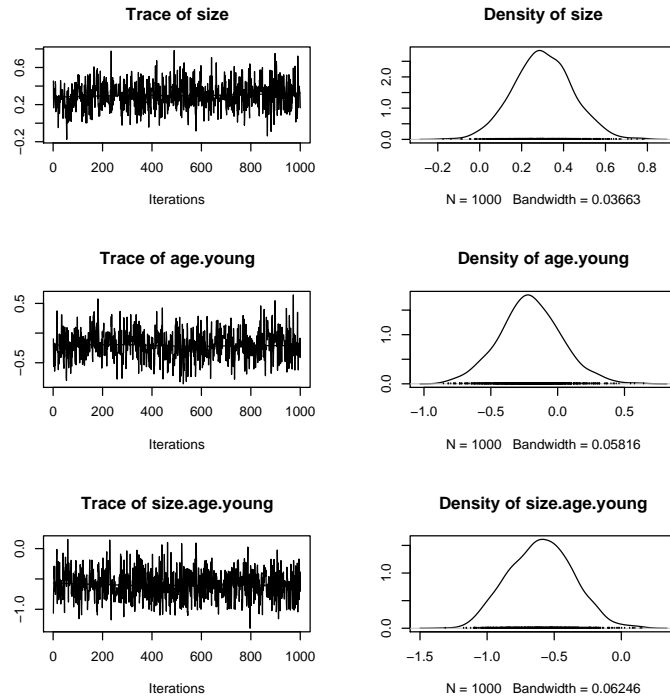 Trace of size
0.6
0.2
−0.2
0 200 400 600 800 1000
Iterations
Density of size
2.0
1.0
0.0
−0.2 0.0 0.2 0.4 0.6 0.8
N = 1000 Bandwidth = 0.03663
Trace of age.young
0.5
−0.5
0 200 400 600 800 1000
Iterations
Density of age.young
1.0
0.0
−1.0 −0.5 0.0 0.5
N = 1000 Bandwidth = 0.05816
Trace of size.age.young
0.0
−1.0
0 200 400 600 800 1000
Iterations
Density of size.age.young
1.0
0.0
−1.5 −1.0 −0.5 0.0
N = 1000 Bandwidth = 0.06246